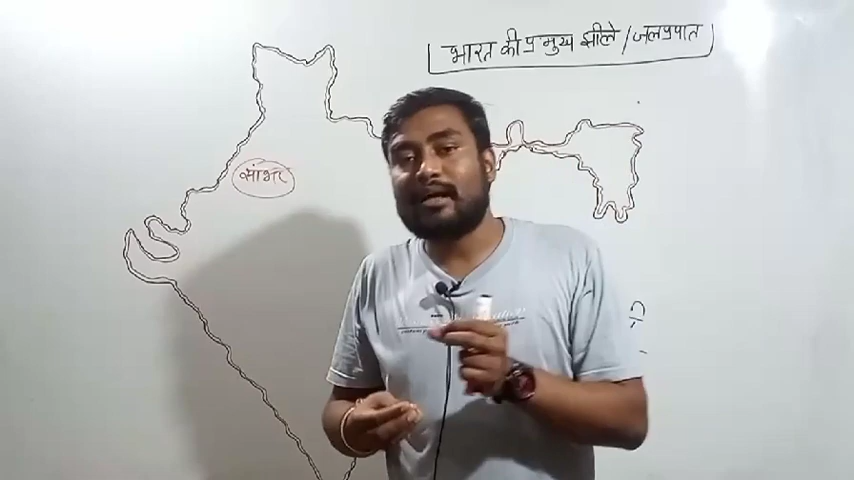 भारत की प्रमुख झीले / जलप्रपात
सांभर